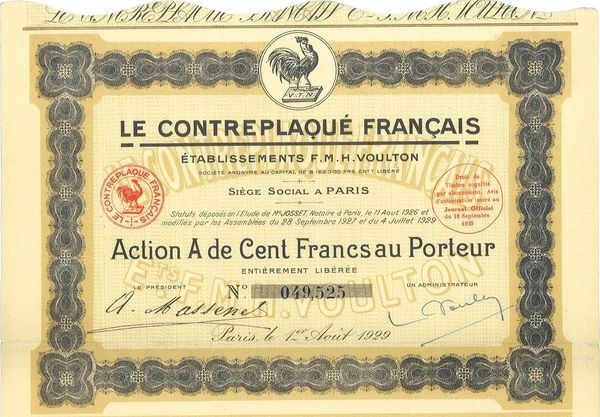 V.T.N.
LE CONTREPLAQUÉ FRANÇAIS
ÉTABLISSEMENTS F.M.H. VOULTON
SOCIÉTÉ ANONYME AU CAPITAL DE 8.163.300 FRS. ENTT LIBÉRÉ
SIÈGE SOCIAL A PARIS
LE CONTREPLAQUÉ FRANÇAIS
Droit de
Timbre acquitté
par abonnement. Avis
d'autorisation inséré au
Journal Officiel
du 18 Septembre
1929
Statuts déposés en l'Etude de Me JOSSET, Notaire à Paris, le 11 Août 1926 et
modifiés par les Assemblées du 28 Septembre 1927 et du 4 Juillet 1929
Action A de Cent Francs au Porteur
ENTIÈREMENT LIBÉRÉE
LE PRÉSIDENT
No 049,525
UN ADMINISTRATEUR
Paris, le 1er Août 1929
ETS F.M.H. VOULTON